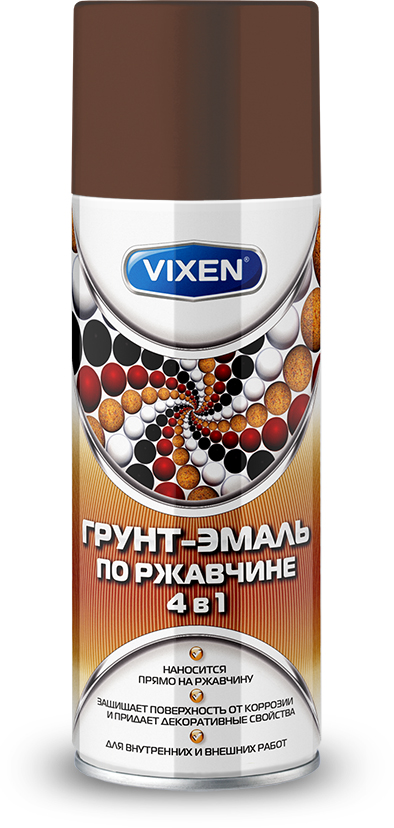 VIXEN®
ГРУНТ-ЭМАЛЬ
ПО РЖАВЧИНЕ
4 в 1
НАНОСИТСЯ
ПРЯМО НА РЖАВЧИНУ
ЗАЩИЩАЕТ ПОВЕРХНОСТЬ ОТ КОРРОЗИИ
И ПРИДАЕТ ДЕКОРАТИВНЫЕ СВОЙСТВА
ДЛЯ ВНУТРЕННИХ И ВНЕШНИХ РАБОТ